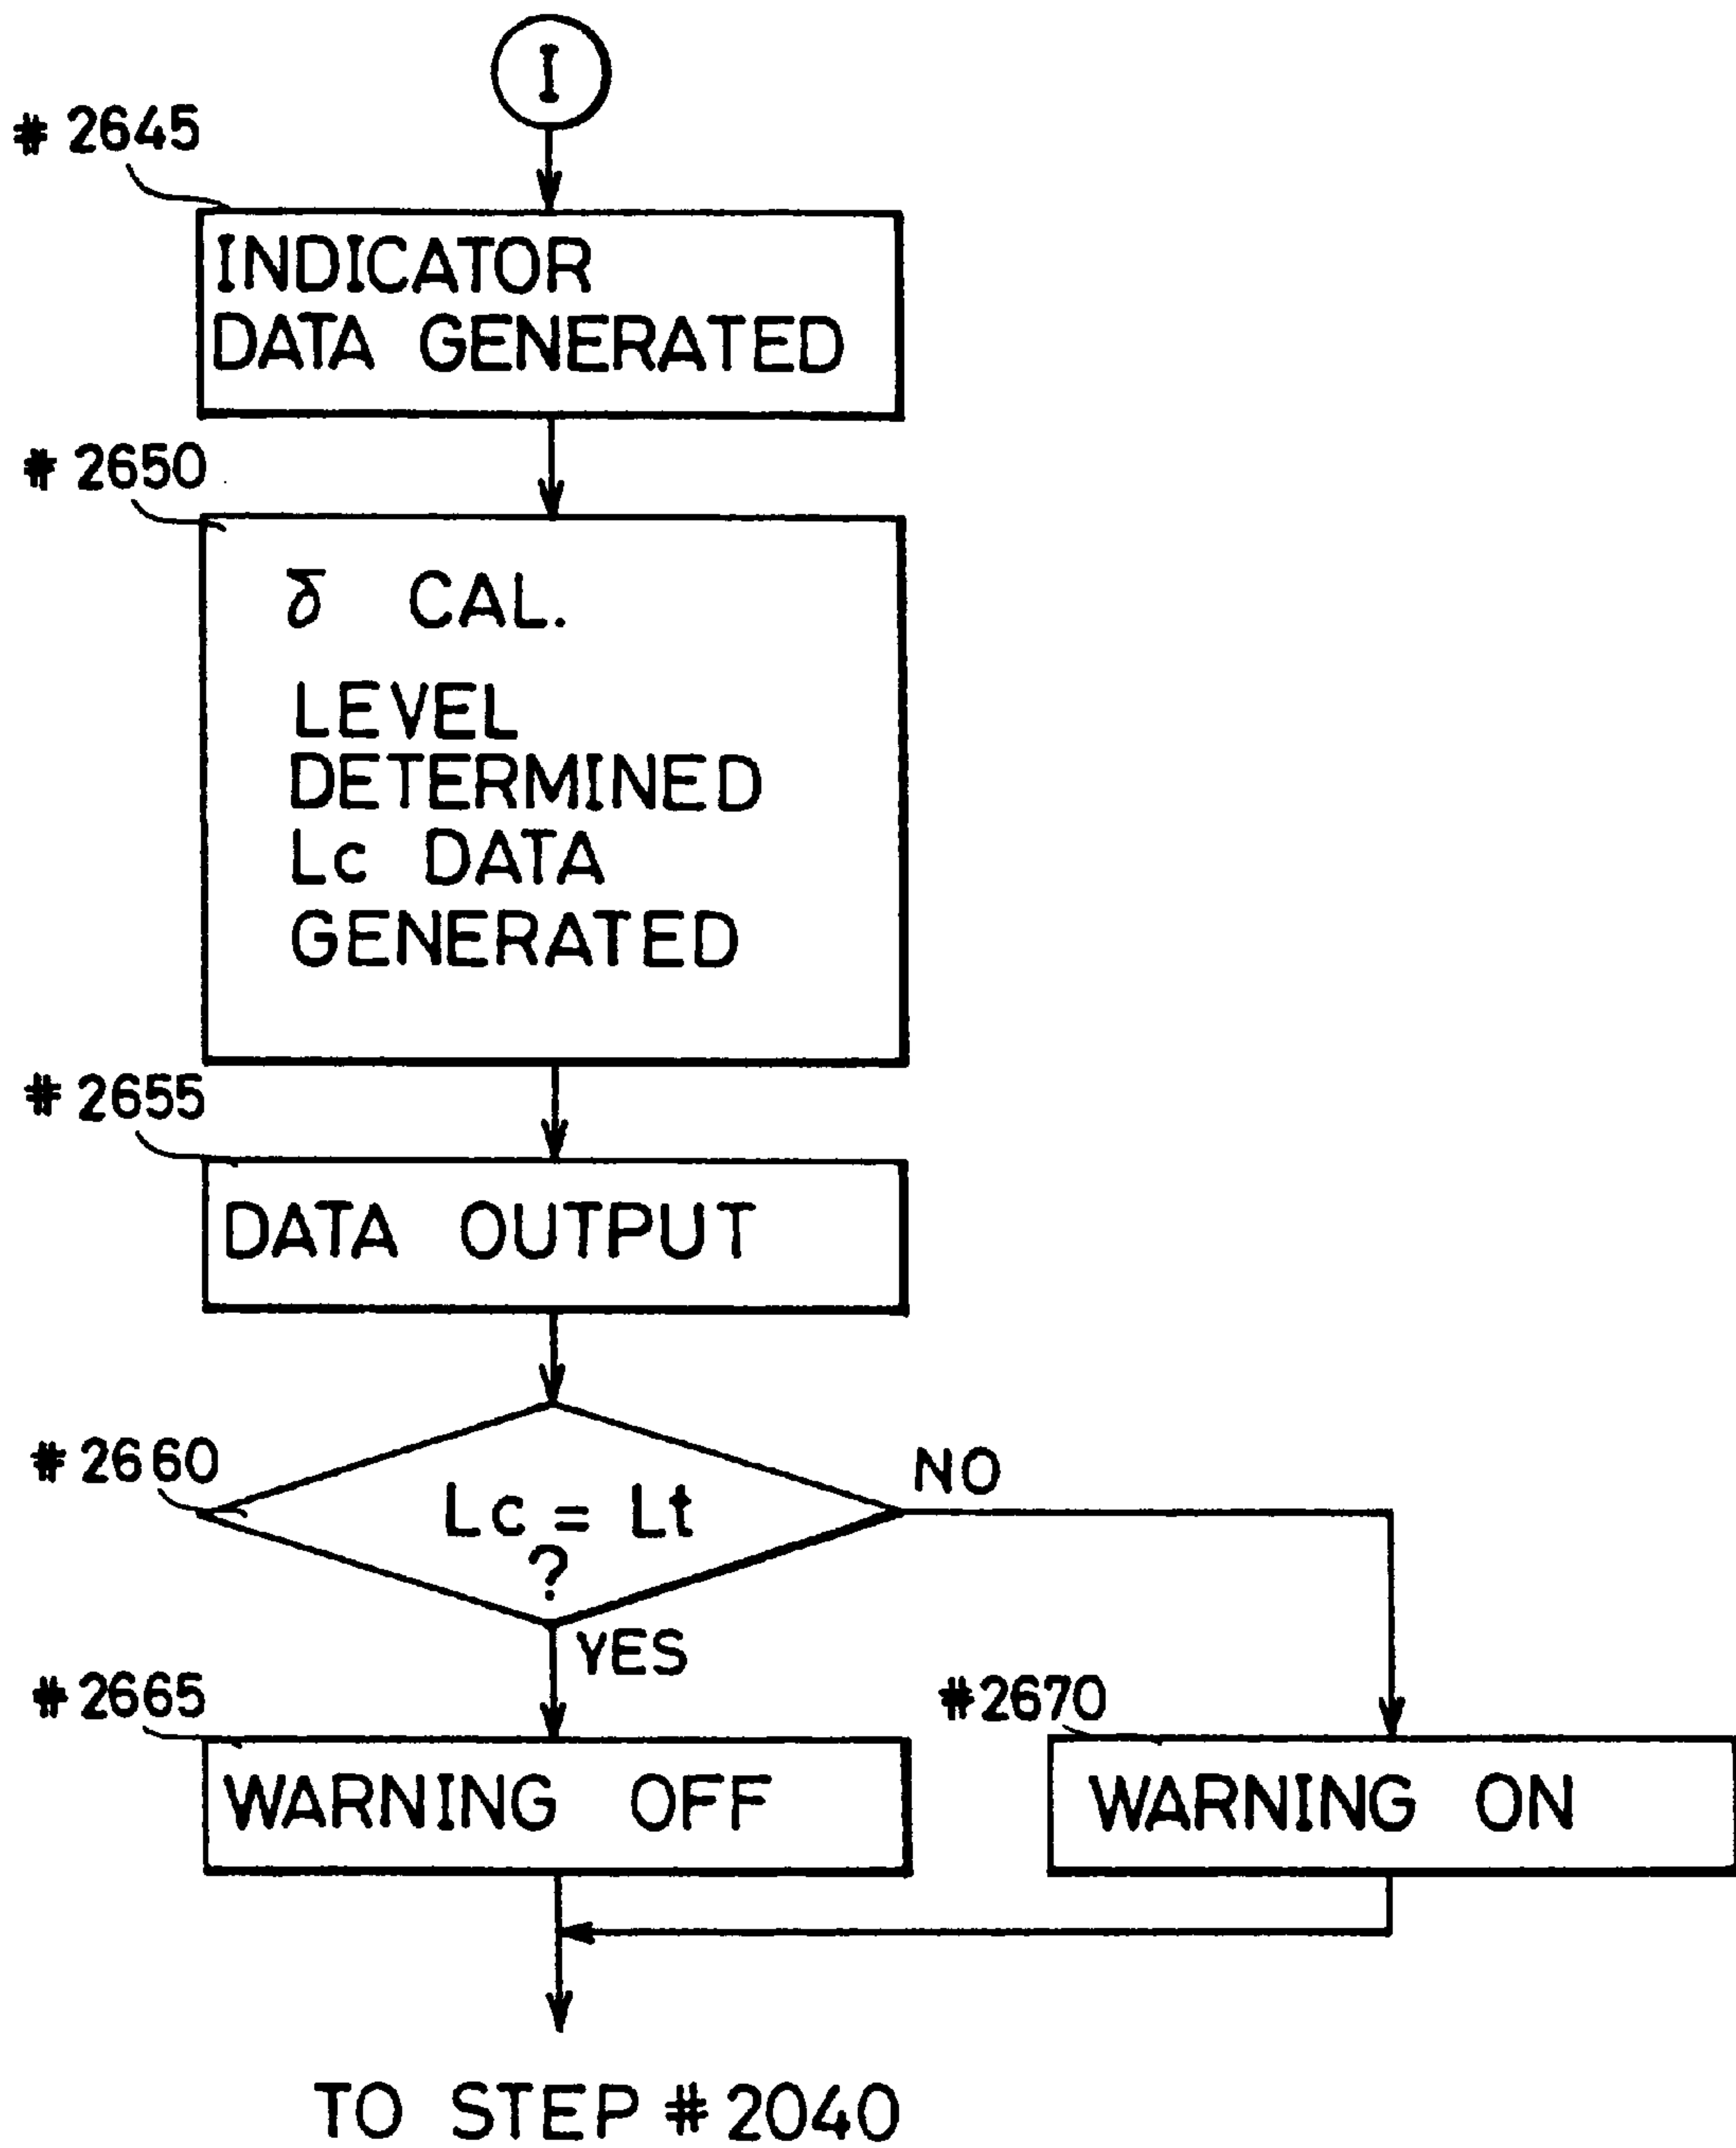 I
#2645
INDICATOR
DATA GENERATED
#2650
δ CAL.
LEVEL
DETERMINED
Lc DATA
GENERATED
#2655
DATA OUTPUT
#2660
Lc = Lt
?
NO
YES
#2665
WARNING OFF
#2670
WARNING ON
TO STEP #2040